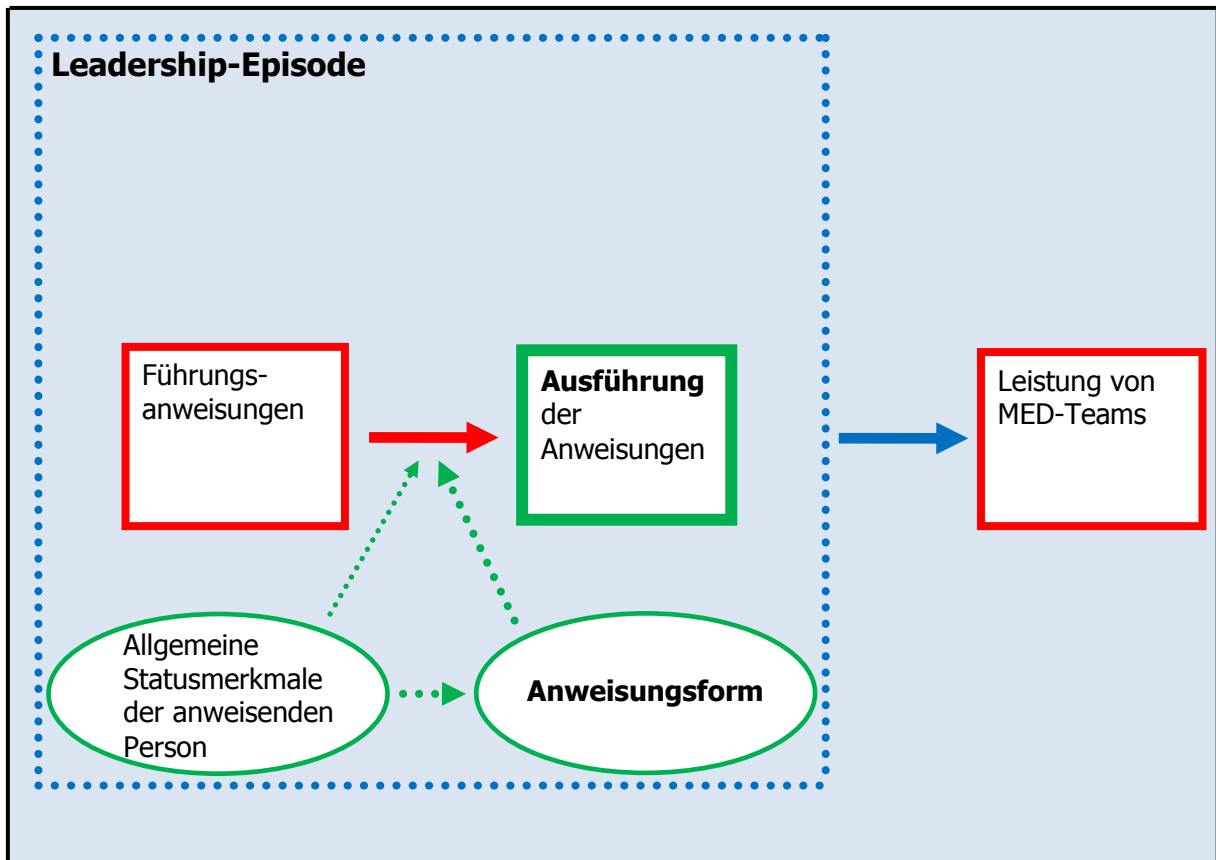 Leadership-Episode
Führungs-
anweisungen
Ausführung
der
Anweisungen
Leistung von
MED-Teams
Allgemeine
Statusmerkmale
der anweisenden
Person
Anweisungsform